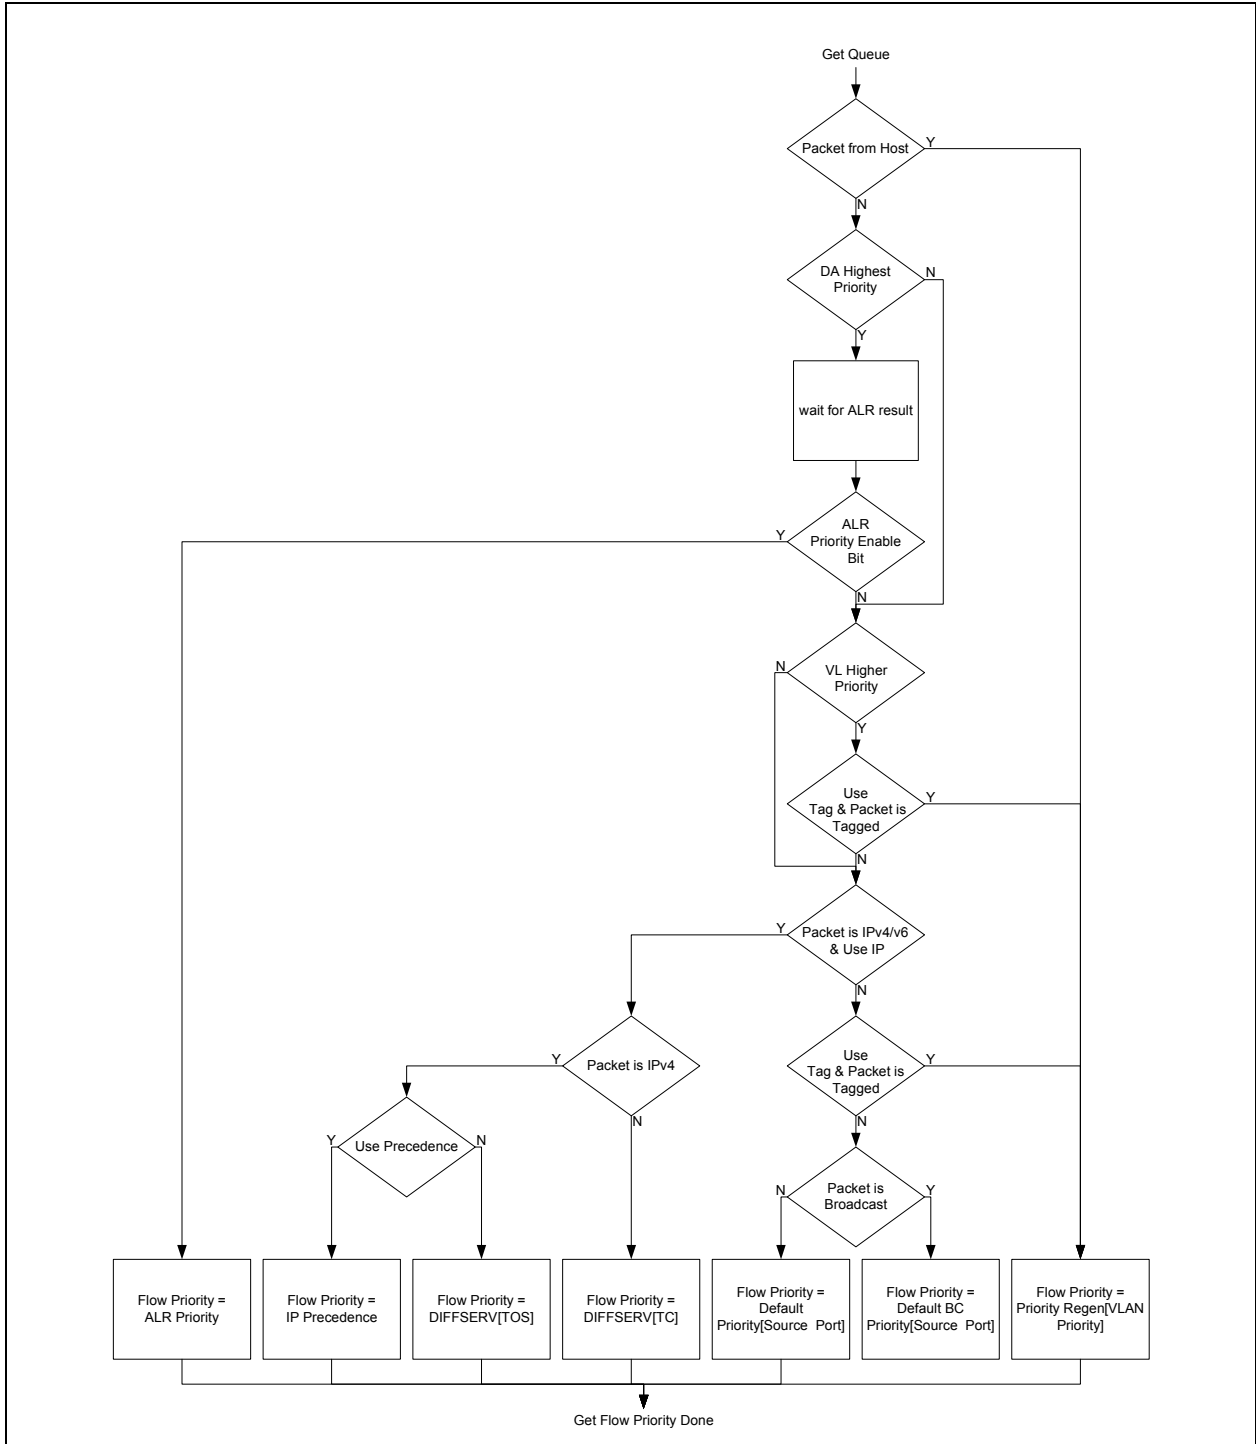 Get Queue
Packet from Host
Y
N
DA Highest
Priority
N
Y
wait for ALR result
ALR
Priority Enable
Bit
Y
N
VL Higher
Priority
N
Y
Use
Tag & Packet is
Tagged
Y
N
Packet is IPv4/v6
& Use IP
Y
N
Packet is IPv4
Y
N
Use
Tag & Packet is
Tagged
Y
N
Use Precedence
Y
N
Packet is
Broadcast
N
Y
Flow Priority =
ALR Priority
Flow Priority =
IP Precedence
Flow Priority =
DIFFSERV[TOS]
Flow Priority =
DIFFSERV[TC]
Flow Priority =
Default
Priority[Source Port]
Flow Priority =
Default BC
Priority[Source Port]
Flow Priority =
Priority Regen[VLAN
Priority]
Get Flow Priority Done